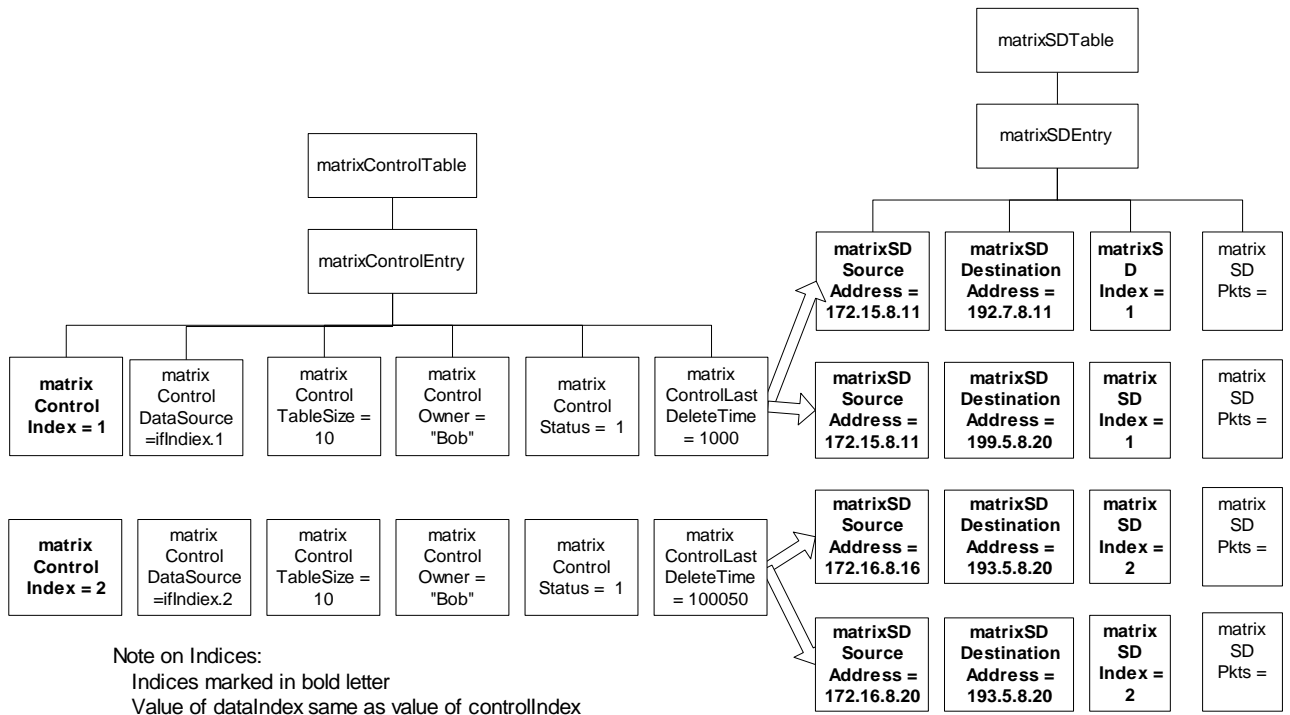 matrixSDTable
matrixSDEntry
matrixControlTable
matrixControlEntry
matrixSD
Source
Address =
172.15.8.11
matrixSD
Destination
Address =
192.7.8.11
matrixS
D
Index =
1
matrix
SD
Pkts =
matrix
Control
Index = 1
matrix
Control
DataSource
=ifIndiex.1
matrix
Control
TableSize =
10
matrix
Control
Owner =
"Bob"
matrix
Control
Status = 1
matrix
ControlLast
DeleteTime
= 1000
matrixSD
Source
Address =
172.15.8.11
matrixSD
Destination
Address =
199.5.8.20
matrix
SD
Index =
1
matrix
SD
Pkts =
matrix
Control
Index = 2
matrix
Control
DataSource
=ifIndiex.2
matrix
Control
TableSize =
10
matrix
Control
Owner =
"Bob"
matrix
Control
Status = 1
matrix
ControlLast
DeleteTime
= 100050
matrixSD
Source
Address =
172.16.8.16
matrixSD
Destination
Address =
193.5.8.20
matrix
SD
Index =
2
matrix
SD
Pkts =
matrixSD
Source
Address =
172.16.8.20
matrixSD
Destination
Address =
193.5.8.20
matrix
SD
Index =
2
matrix
SD
Pkts =
Note on Indices:
Indices marked in bold letter
Value of dataIndex same as value of controlIndex